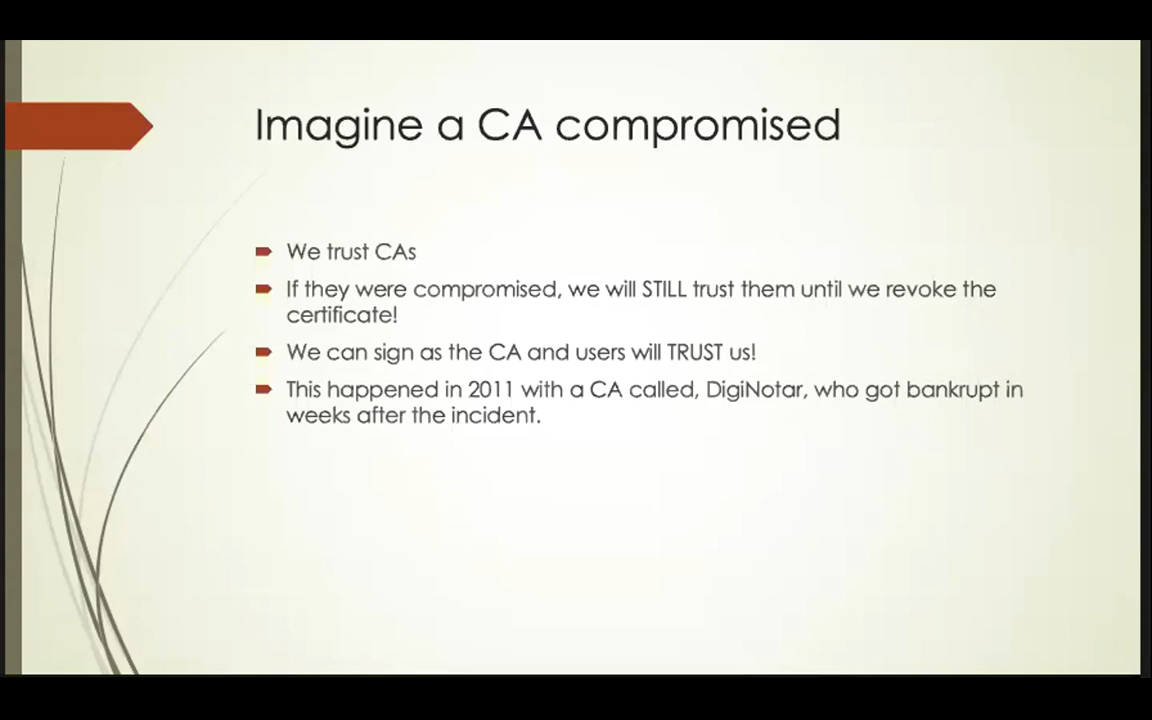 Imagine a CA compromised
We trust CAs
If they were compromised, we will STILL trust them until we revoke the
certificate!
We can sign as the CA and users will TRUST us!
This happened in 2011 with a CA called, DigiNotar, who got bankrupt in
weeks after the incident.